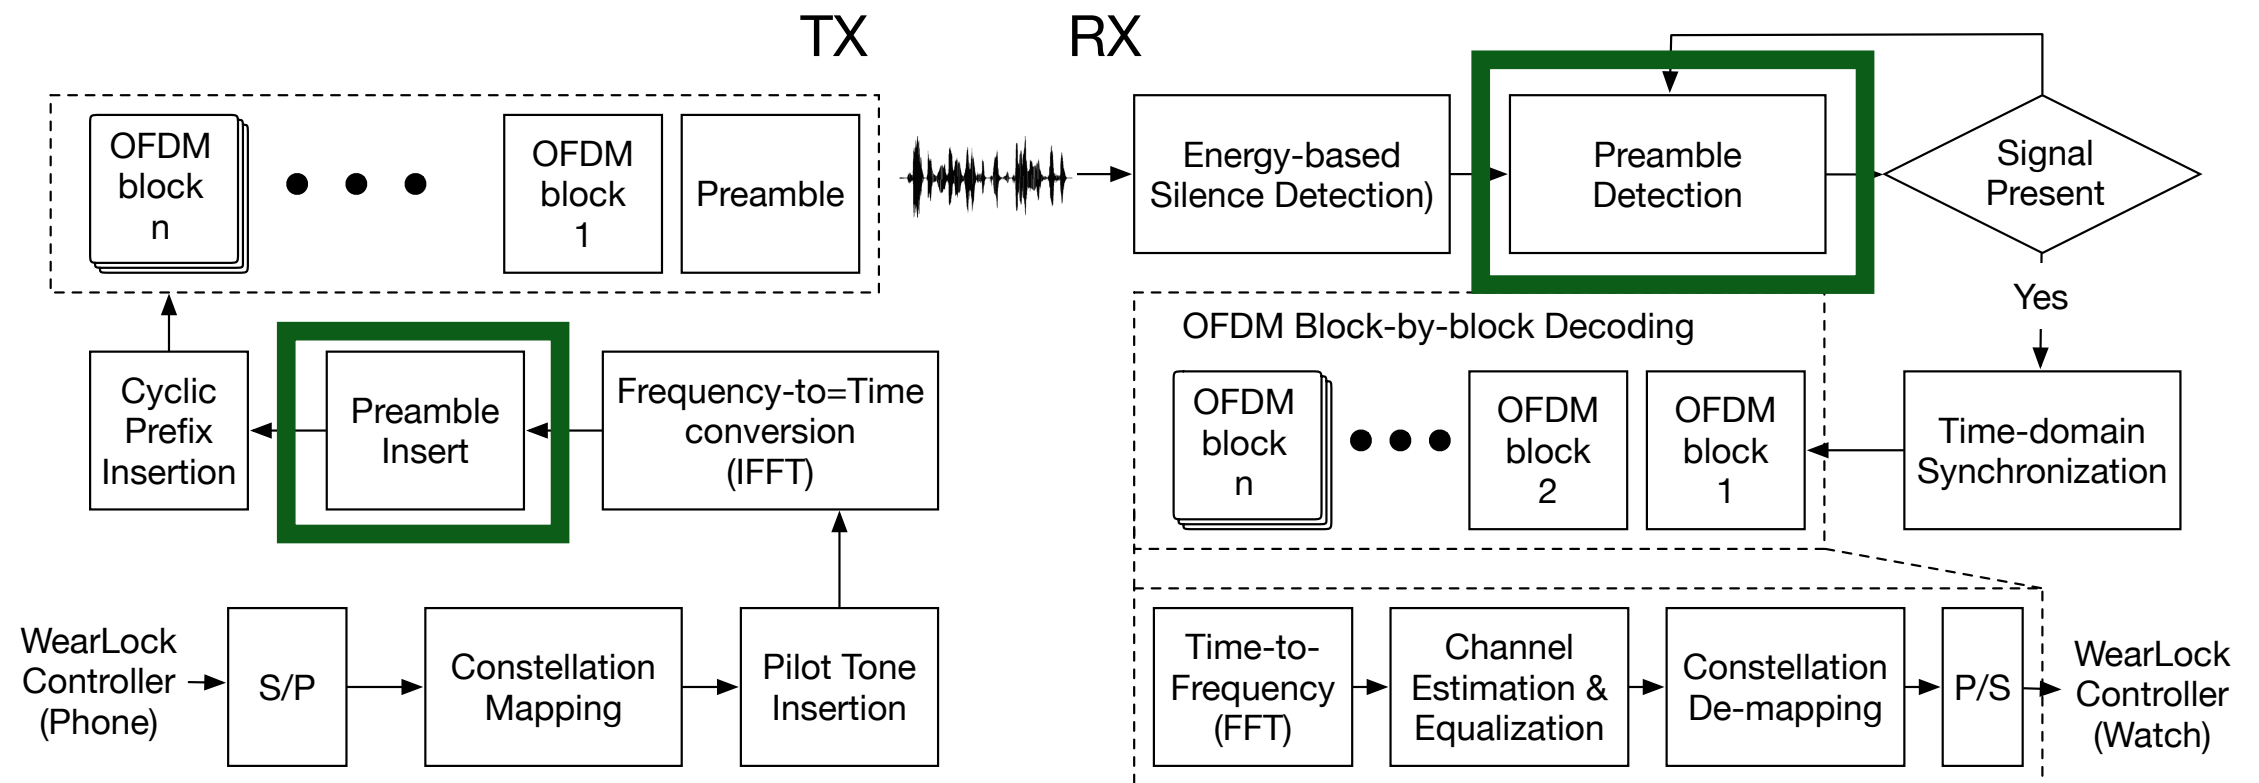 TX
RX
OFDM
block
n
OFDM
block
1
Preamble
Energy-based
Silence Detection)
Preamble
Detection
Signal
Present
Yes
Cyclic
Prefix
Insertion
Preamble
Insert
Frequency-to=Time
conversion
(IFFT)
OFDM Block-by-block Decoding
OFDM
block
n
OFDM
block
2
OFDM
block
1
Time-domain
Synchronization
WearLock
Controller
(Phone)
S/P
Constellation
Mapping
Pilot Tone
Insertion
Time-to-
Frequency
(FFT)
Channel
Estimation &
Equalization
Constellation
De-mapping
P/S
WearLock
Controller
(Watch)